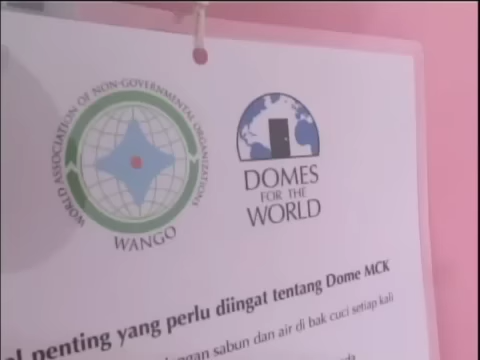 WORLD ASSOCIATION OF NON-GOVERNMENTAL ORGANIZATIONS
WANGO
DOMES
FOR THE
WORLD
penting yang perlu diingat tentang Dome MCK
sabun dan air di bak cuci setiap kali